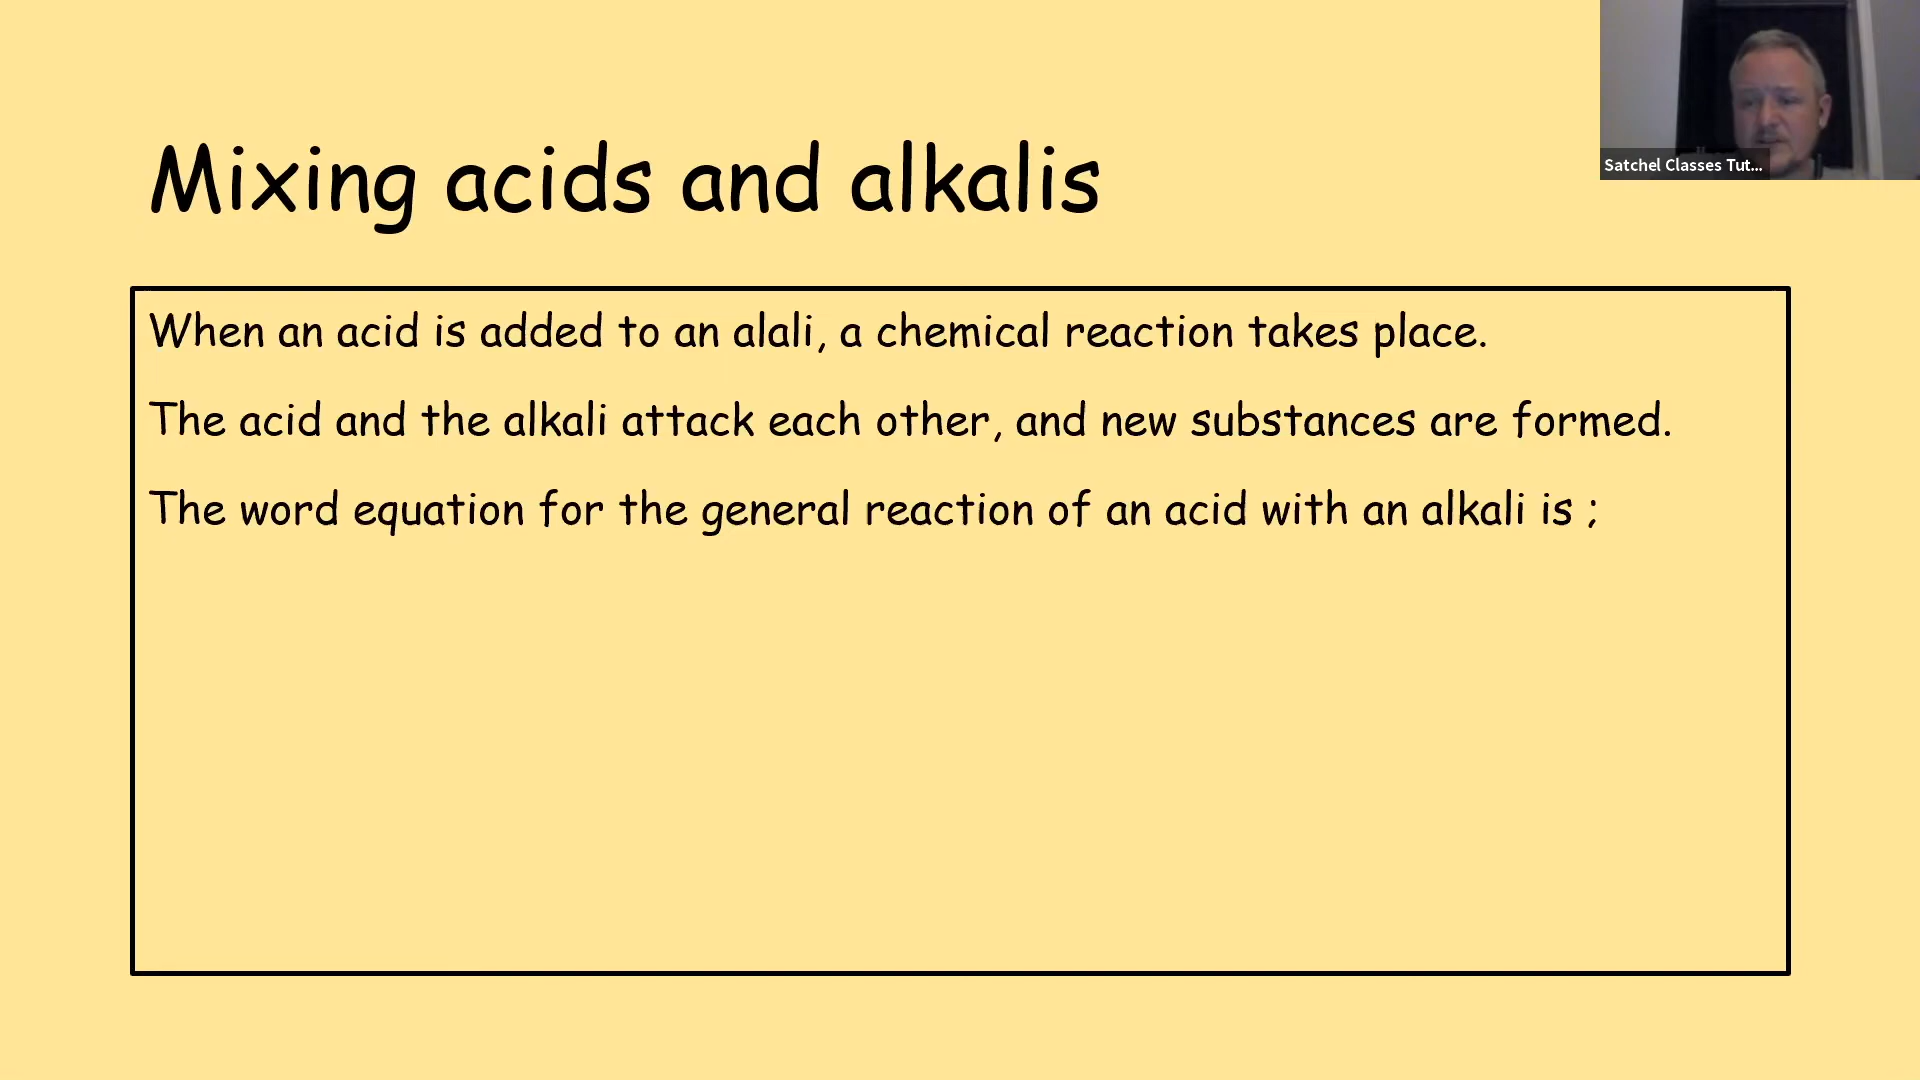 Satchel Classes Tut...
Mixing acids and alkalis
When an acid is added to an alali, a chemical reaction takes place.
The acid and the alkali attack each other, and new substances are formed.
The word equation for the general reaction of an acid with an alkali is ;